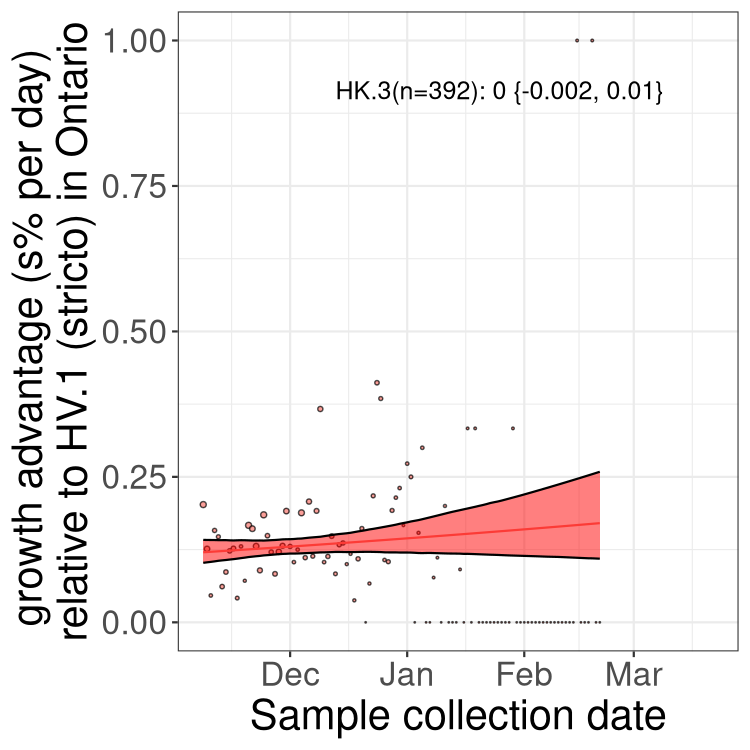 growth advantage (s% per day)
relative to HV.1 (stricto) in Ontario
1.00
0.75
0.50
0.25
0.00
HK.3(n=392): 0 {-0.002, 0.01}
Dec Jan Feb Mar
Sample collection date